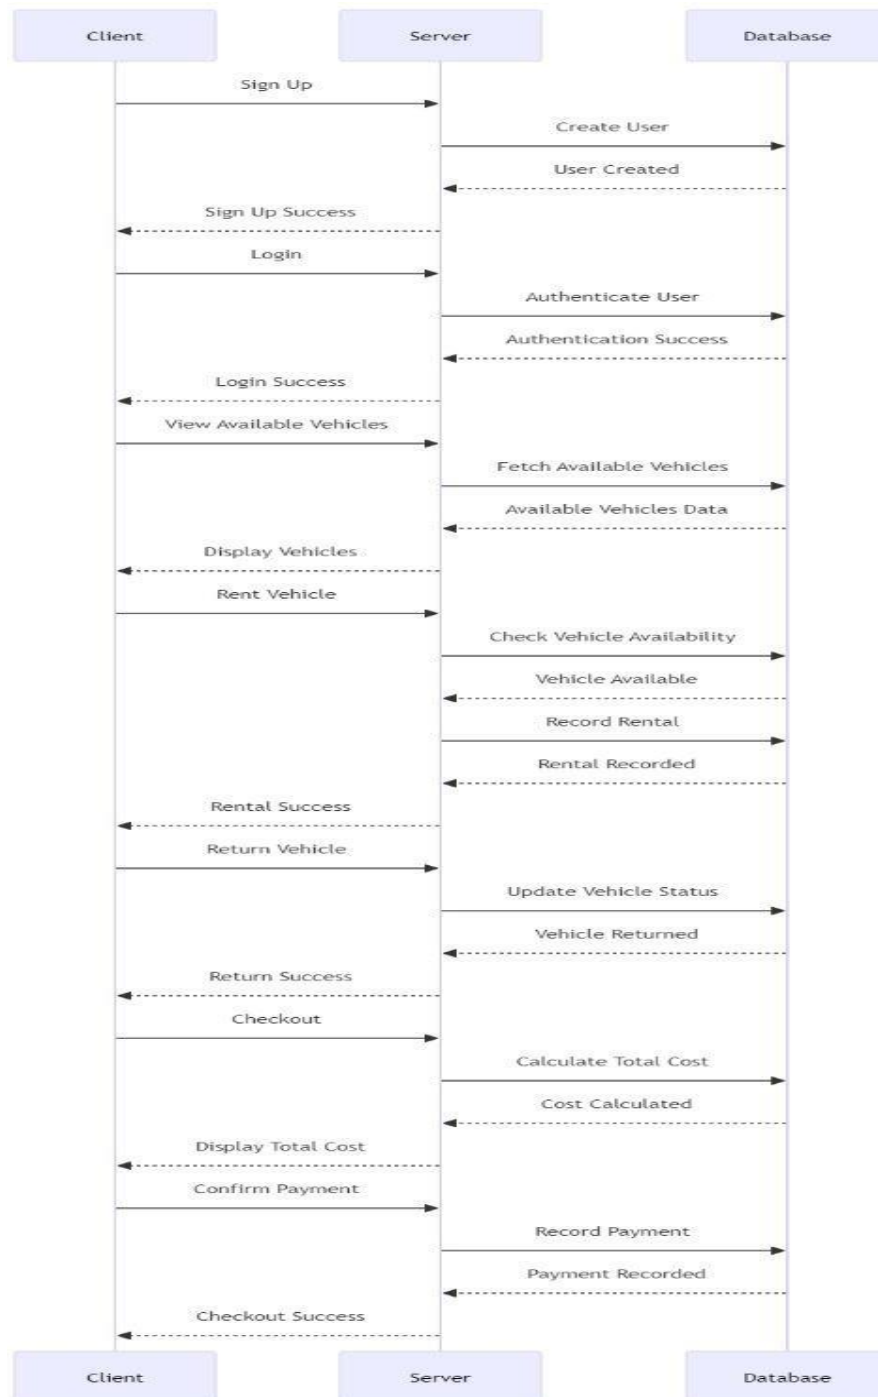 Client Server Database
Sign Up
Create User
User Created
Sign Up Success
Login
Authenticate User
Authentication Success
Login Success
View Available Vehicles
Fetch Available Vehicles
Available Vehicles Data
Display Vehicles
Rent Vehicle
Check Vehicle Availability
Vehicle Available
Record Rental
Rental Recorded
Rental Success
Return Vehicle
Update Vehicle Status
Vehicle Returned
Return Success
Checkout
Calculate Total Cost
Cost Calculated
Display Total Cost
Confirm Payment
Record Payment
Payment Recorded
Checkout Success
Client Server Database